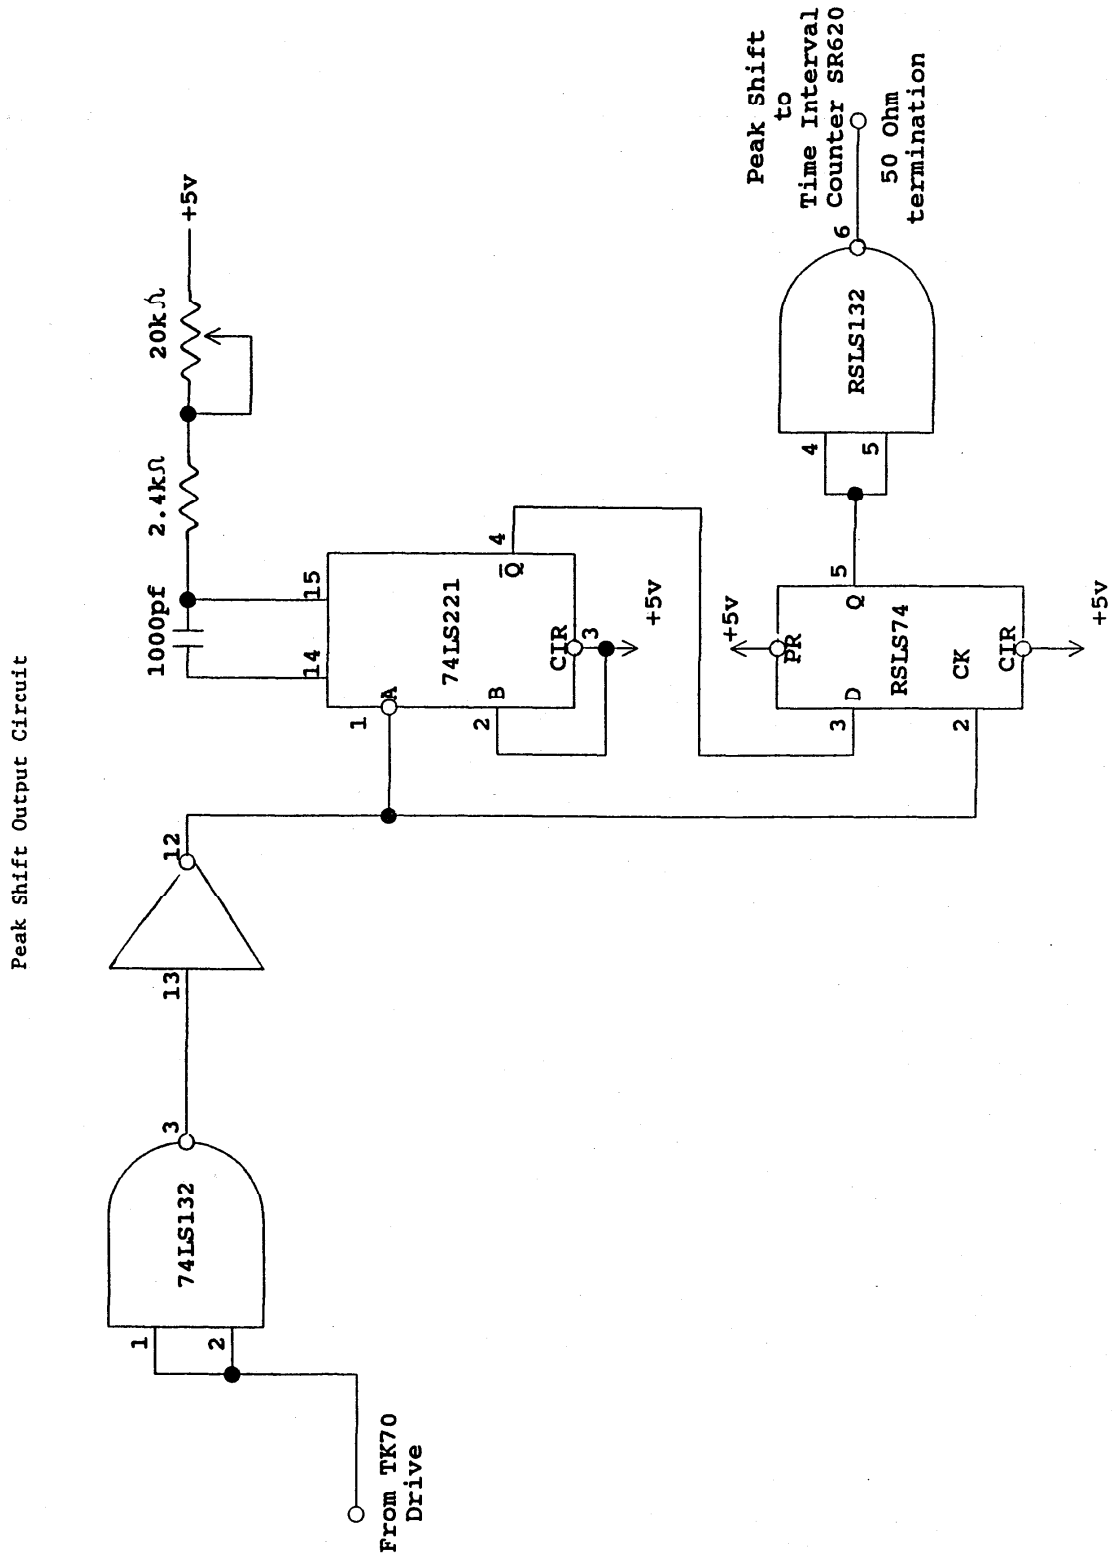 Peak Shift Output Circuit
From TK70
Drive
1
2
74LS132
3
13
12
1000pf
2.4kΩ
20kΩ
+5v
14
15
1
A
74LS221
2
B
Q̅
4
CIR
3
+5v
+5v
PR
3
D
RSLS74
CK
2
CIR
+5v
Q
5
4
5
RSLS132
6
Peak Shift
to
Time Interval
Counter SR620
50 Ohm
termination